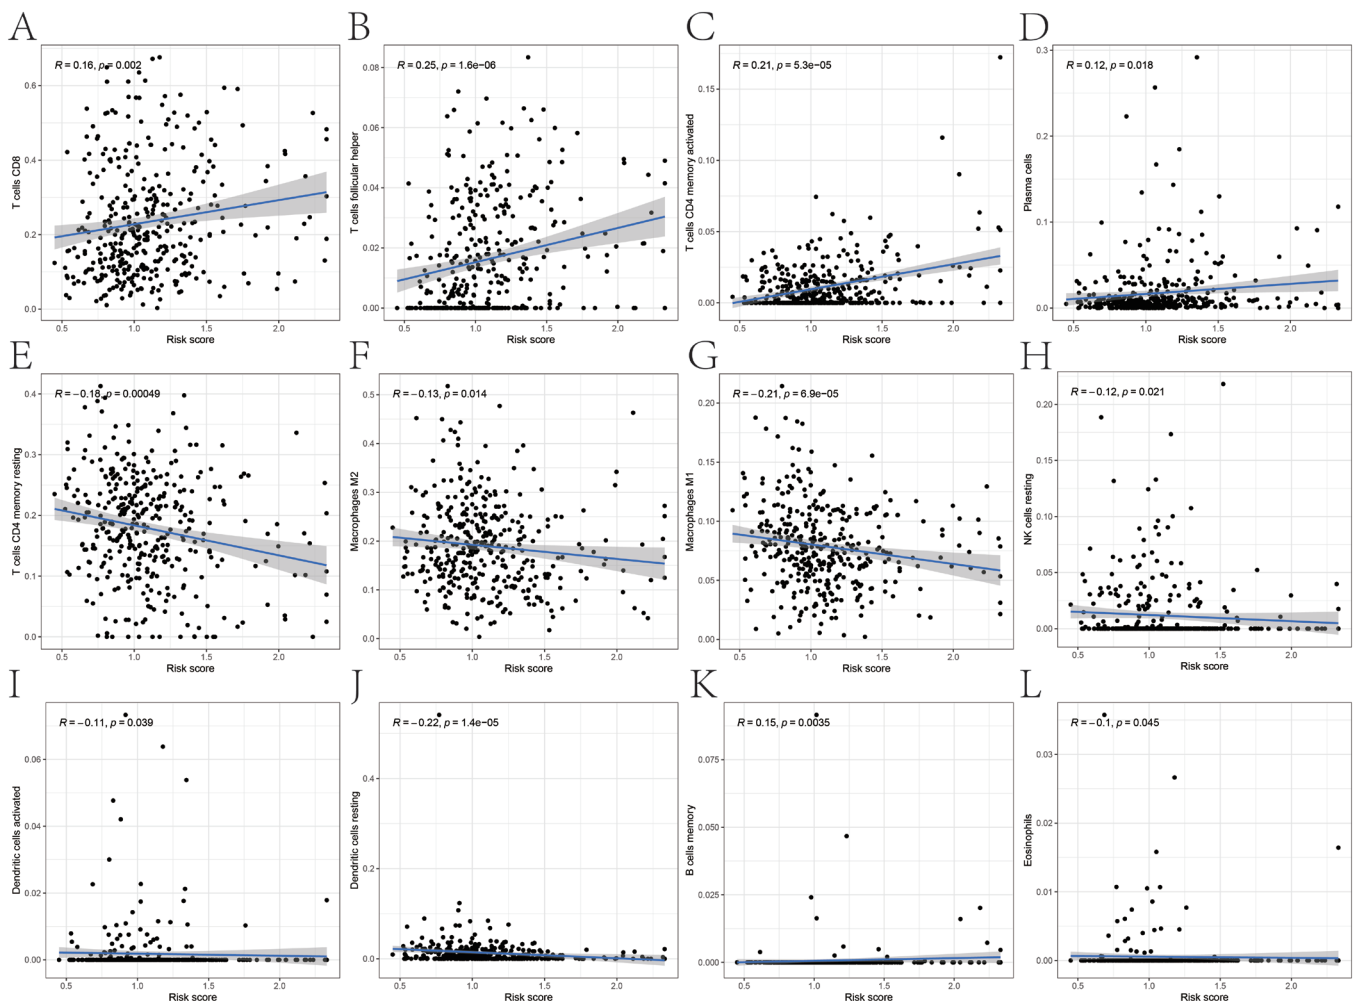 A
R = 0.16, p = 0.002
T cells CD8
0.6
0.4
0.2
0.0
0.5 1.0 1.5 2.0
Risk score
B
R = 0.25, p = 1.6e−06
T cells follicular helper
0.08
0.06
0.04
0.02
0.00
0.5 1.0 1.5 2.0
Risk score
C
R = 0.21, p = 5.3e−05
T cells CD4 memory activated
0.15
0.10
0.05
0.00
0.5 1.0 1.5 2.0
Risk score
D
R = 0.12, p = 0.018
Plasma cells
0.3
0.2
0.1
0.0
0.5 1.0 1.5 2.0
Risk score
E
R = −0.18, p = 0.00049
T cells CD4 memory resting
0.4
0.3
0.2
0.1
0.0
0.5 1.0 1.5 2.0
Risk score
F
R = −0.13, p = 0.014
Macrophages M2
0.5
0.4
0.3
0.2
0.1
0.0
0.5 1.0 1.5 2.0
Risk score
G
R = −0.21, p = 6.9e−05
Macrophages M1
0.20
0.15
0.10
0.05
0.00
0.5 1.0 1.5 2.0
Risk score
H
R = −0.12, p = 0.021
NK cells resting
0.20
0.15
0.10
0.05
0.00
0.5 1.0 1.5 2.0
Risk score
I
R = −0.11, p = 0.039
Dendritic cells activated
0.06
0.04
0.02
0.00
0.5 1.0 1.5 2.0
Risk score
J
R = −0.22, p = 1.4e−05
Dendritic cells resting
0.4
0.2
0.0
0.5 1.0 1.5 2.0
Risk score
K
R = 0.15, p = 0.0035
B cells memory
0.075
0.050
0.025
0.000
0.5 1.0 1.5 2.0
Risk score
L
R = −0.1, p = 0.045
Eosinophils
0.03
0.02
0.01
0.00
0.5 1.0 1.5 2.0
Risk score